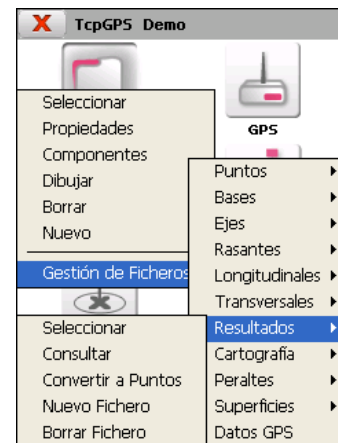 X TcpGPS Demo
GPS
Seleccionar
Propiedades
Componentes
Dibujar
Borrar
Nuevo
Gestión de Ficheros
Puntos
Bases
Ejes
Rasantes
Longitudinales
Transversales
Resultados
Cartografía
Peraltes
Superficies
Datos GPS
Seleccionar
Consultar
Convertir a Puntos
Nuevo Fichero
Borrar Fichero